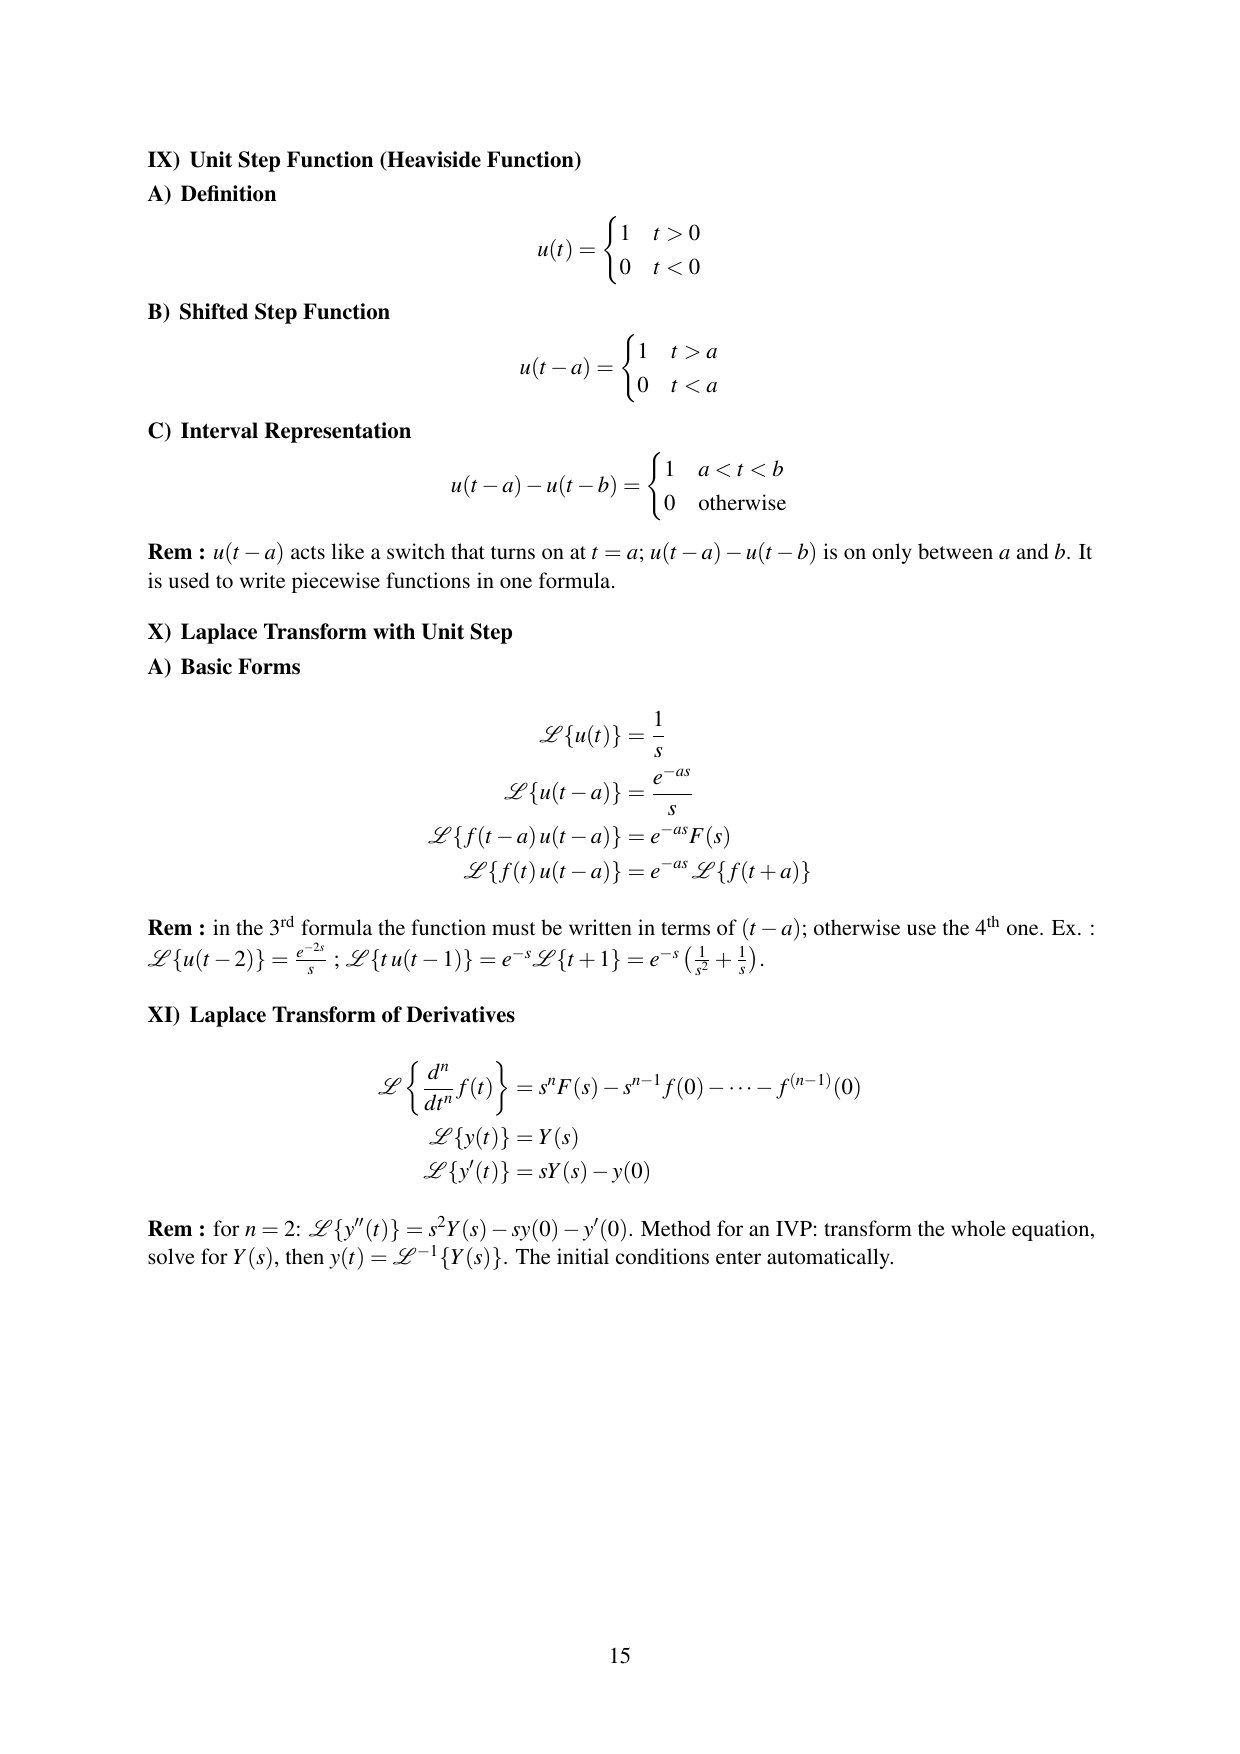 IX) Unit Step Function (Heaviside Function)
A) Definition
u(t) = { 1 t > 0
0 t < 0
B) Shifted Step Function
u(t − a) = { 1 t > a
0 t < a
C) Interval Representation
u(t − a) − u(t − b) = { 1 a < t < b
0 otherwise
Rem : u(t − a) acts like a switch that turns on at t = a; u(t − a) − u(t − b) is on only between a and b. It
is used to write piecewise functions in one formula.
X) Laplace Transform with Unit Step
A) Basic Forms
ℒ{u(t)} = 1/s
ℒ{u(t − a)} = e^{−as}/s
ℒ{f(t − a) u(t − a)} = e^{−as}F(s)
ℒ{f(t) u(t − a)} = e^{−as} ℒ{f(t + a)}
Rem : in the 3rd formula the function must be written in terms of (t − a); otherwise use the 4th one. Ex. :
ℒ{u(t − 2)} = e^{−2s}/s ; ℒ{t u(t − 1)} = e^{−s}ℒ{t + 1} = e^{−s}(1/s² + 1/s).
XI) Laplace Transform of Derivatives
ℒ{dⁿ/dtⁿ f(t)} = sⁿF(s) − s^{n−1}f(0) − ··· − f^{(n−1)}(0)
ℒ{y(t)} = Y(s)
ℒ{y′(t)} = sY(s) − y(0)
Rem : for n = 2: ℒ{y″(t)} = s²Y(s) − sy(0) − y′(0). Method for an IVP: transform the whole equation,
solve for Y(s), then y(t) = ℒ^{−1}{Y(s)}. The initial conditions enter automatically.
15